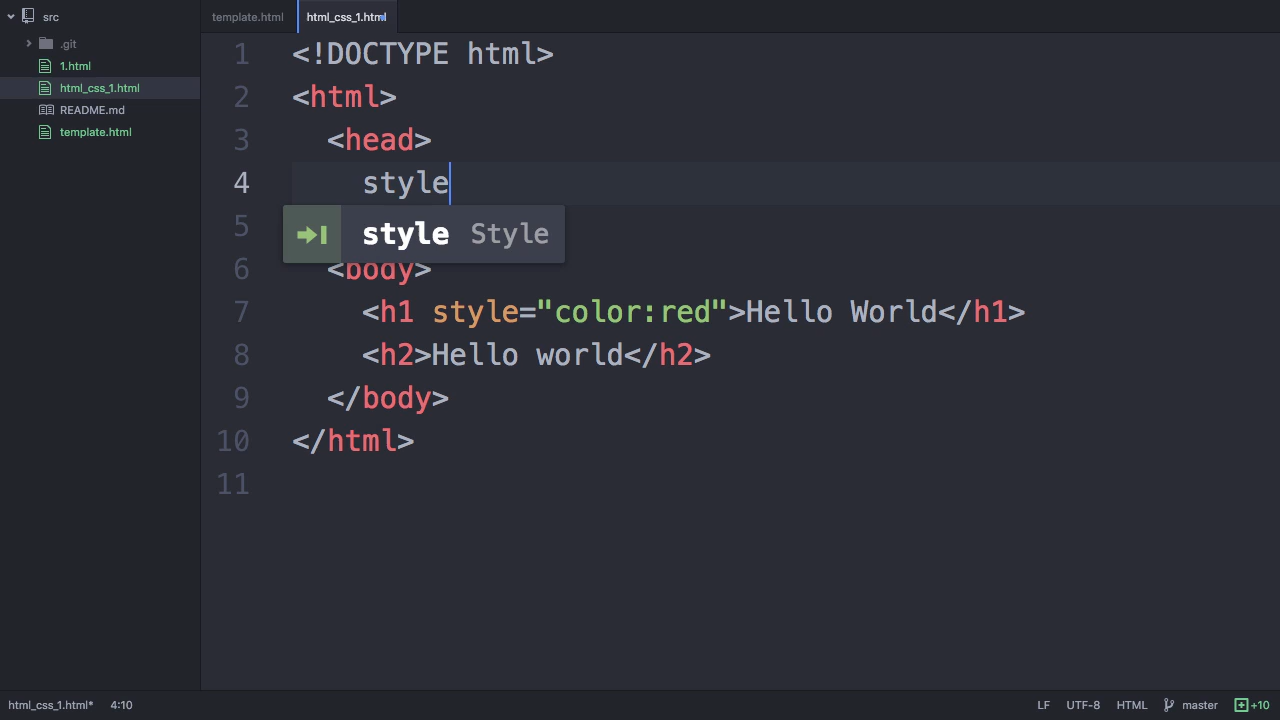 src
.git
1.html
html_css_1.html
README.md
template.html
template.html
html_css_1.html
1 <!DOCTYPE html>
2 <html>
3 <head>
4 style
style Style
5
6 <body>
7 <h1 style="color:red">Hello World</h1>
8 <h2>Hello world</h2>
9 </body>
10 </html>
11
html_css_1.html* 4:10 LF UTF-8 HTML master +10